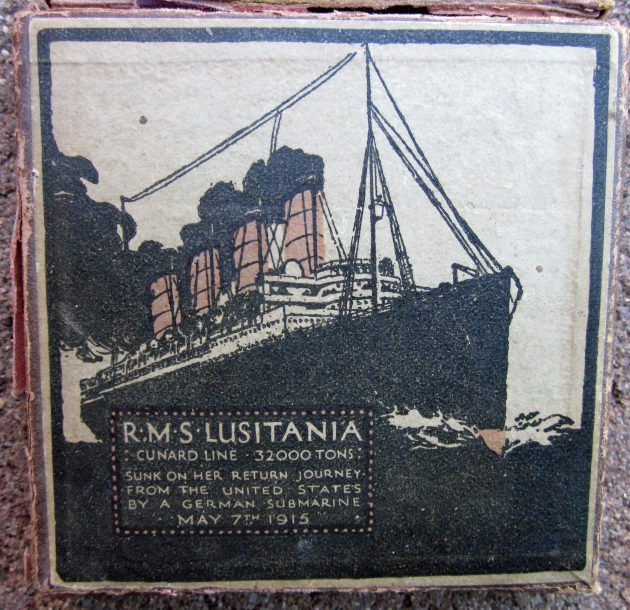 R·M·S·LUSITANIA
: CUNARD LINE · 32000 TONS :
SUNK ON HER RETURN JOURNEY
FROM THE UNITED STATES
BY A GERMAN SUBMARINE
· MAY 7TH 1915 ·